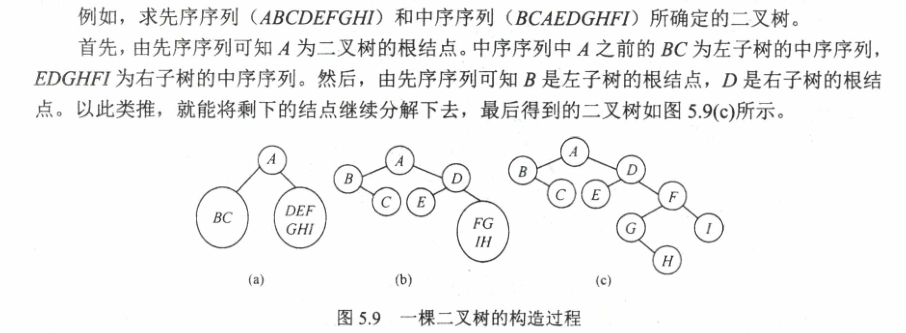 例如，求先序序列（ABCDEFGHI）和中序序列（BCAEDGHFI）所确定的二叉树。
首先，由先序序列可知 A 为二叉树的根结点。中序序列中 A 之前的 BC 为左子树的中序序列，
EDGHFI 为右子树的中序序列。然后，由先序序列可知 B 是左子树的根结点，D 是右子树的根结
点。以此类推，就能将剩下的结点继续分解下去，最后得到的二叉树如图 5.9(c)所示。
A
BC
DEF
GHI
(a)
A
B
D
C
E
FG
IH
(b)
A
B
D
C
E
F
G
I
H
(c)
图 5.9 一棵二叉树的构造过程